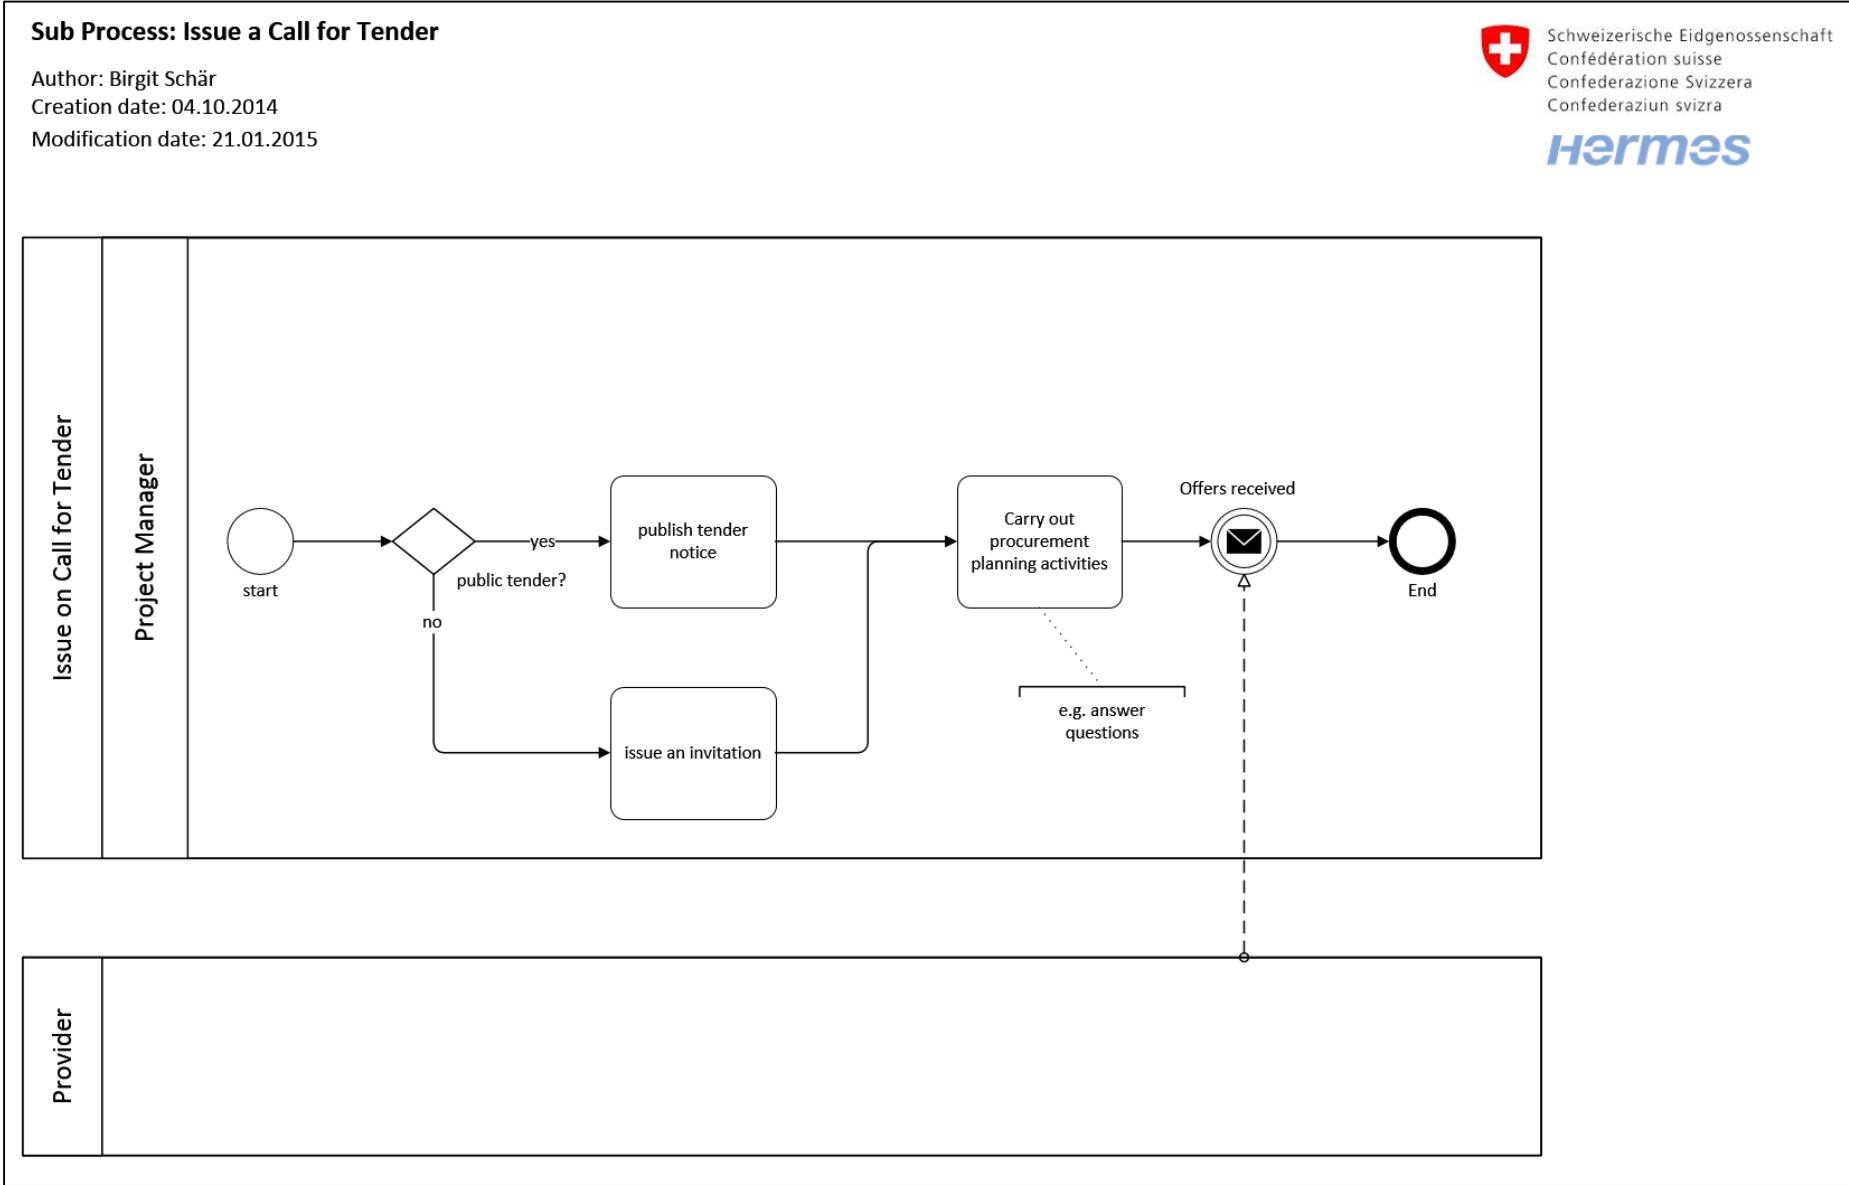 Sub Process: Issue a Call for Tender
Author: Birgit Schär
Creation date: 04.10.2014
Modification date: 21.01.2015
Schweizerische Eidgenossenschaft
Confédération suisse
Confederazione Svizzera
Confederaziun svizra
Hermes
Issue on Call for Tender
Project Manager
start
yes
public tender?
no
publish tender
notice
issue an invitation
Carry out
procurement
planning activities
e.g. answer
questions
Offers received
End
Provider